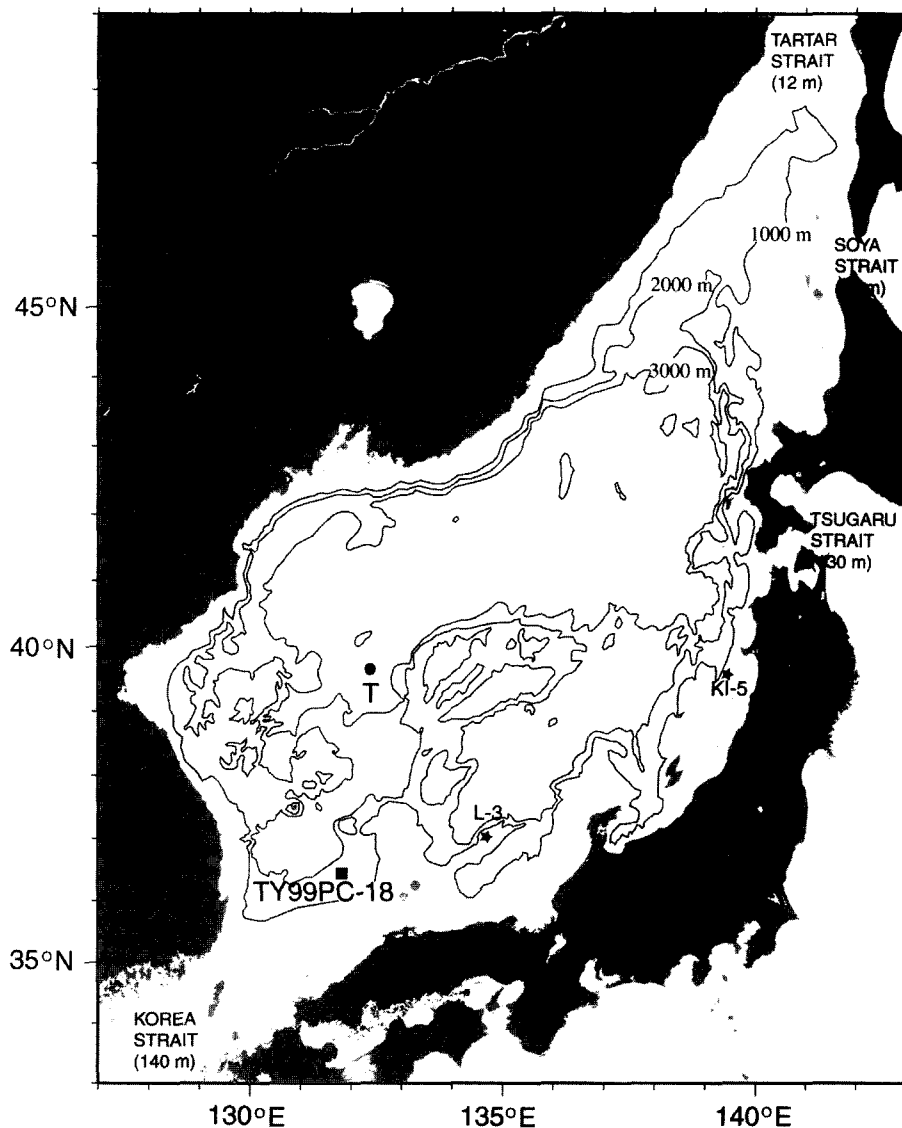 TARTAR
STRAIT
(12 m)
1000 m
SOYA
STRAIT
m)
2000 m
45°N
3000 m
TSUGARU
STRAIT
30 m)
40°N
T
KI-5
L-3
TY99PC-18
35°N
KOREA
STRAIT
(140 m)
130°E
135°E
140°E